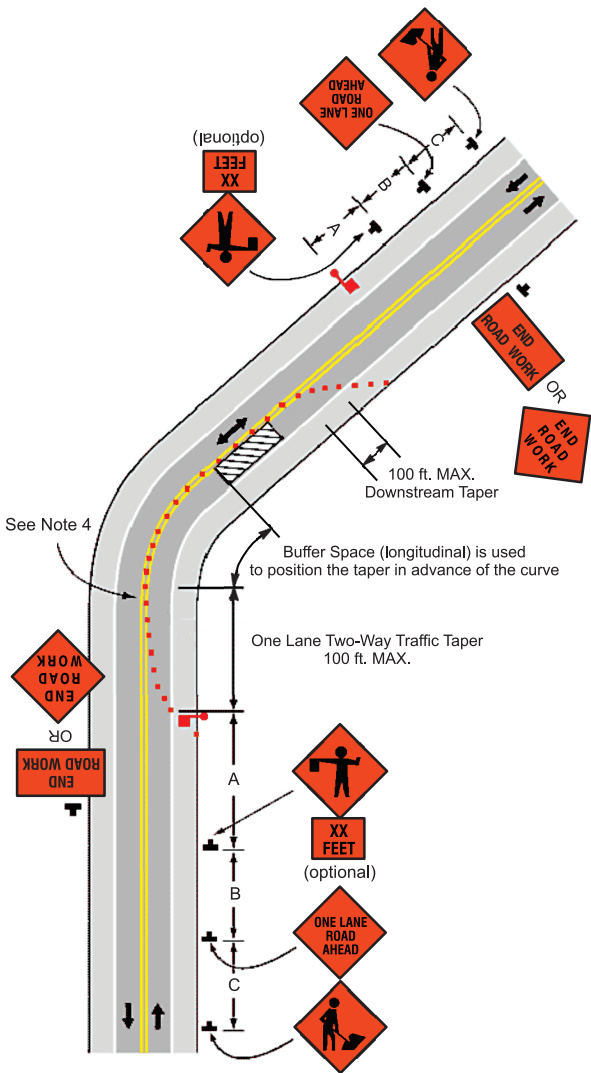 ONE LANE
ROAD
AHEAD
(optional)
XX
FEET
C
B
A
END
ROAD WORK
OR
END
ROAD
WORK
100 ft. MAX.
Downstream Taper
See Note 4
Buffer Space (longitudinal) is used
to position the taper in advance of the curve
One Lane Two-Way Traffic Taper
100 ft. MAX.
END
ROAD
WORK
OR
END
ROAD WORK
A
XX
FEET
(optional)
B
ONE LANE
ROAD
AHEAD
C